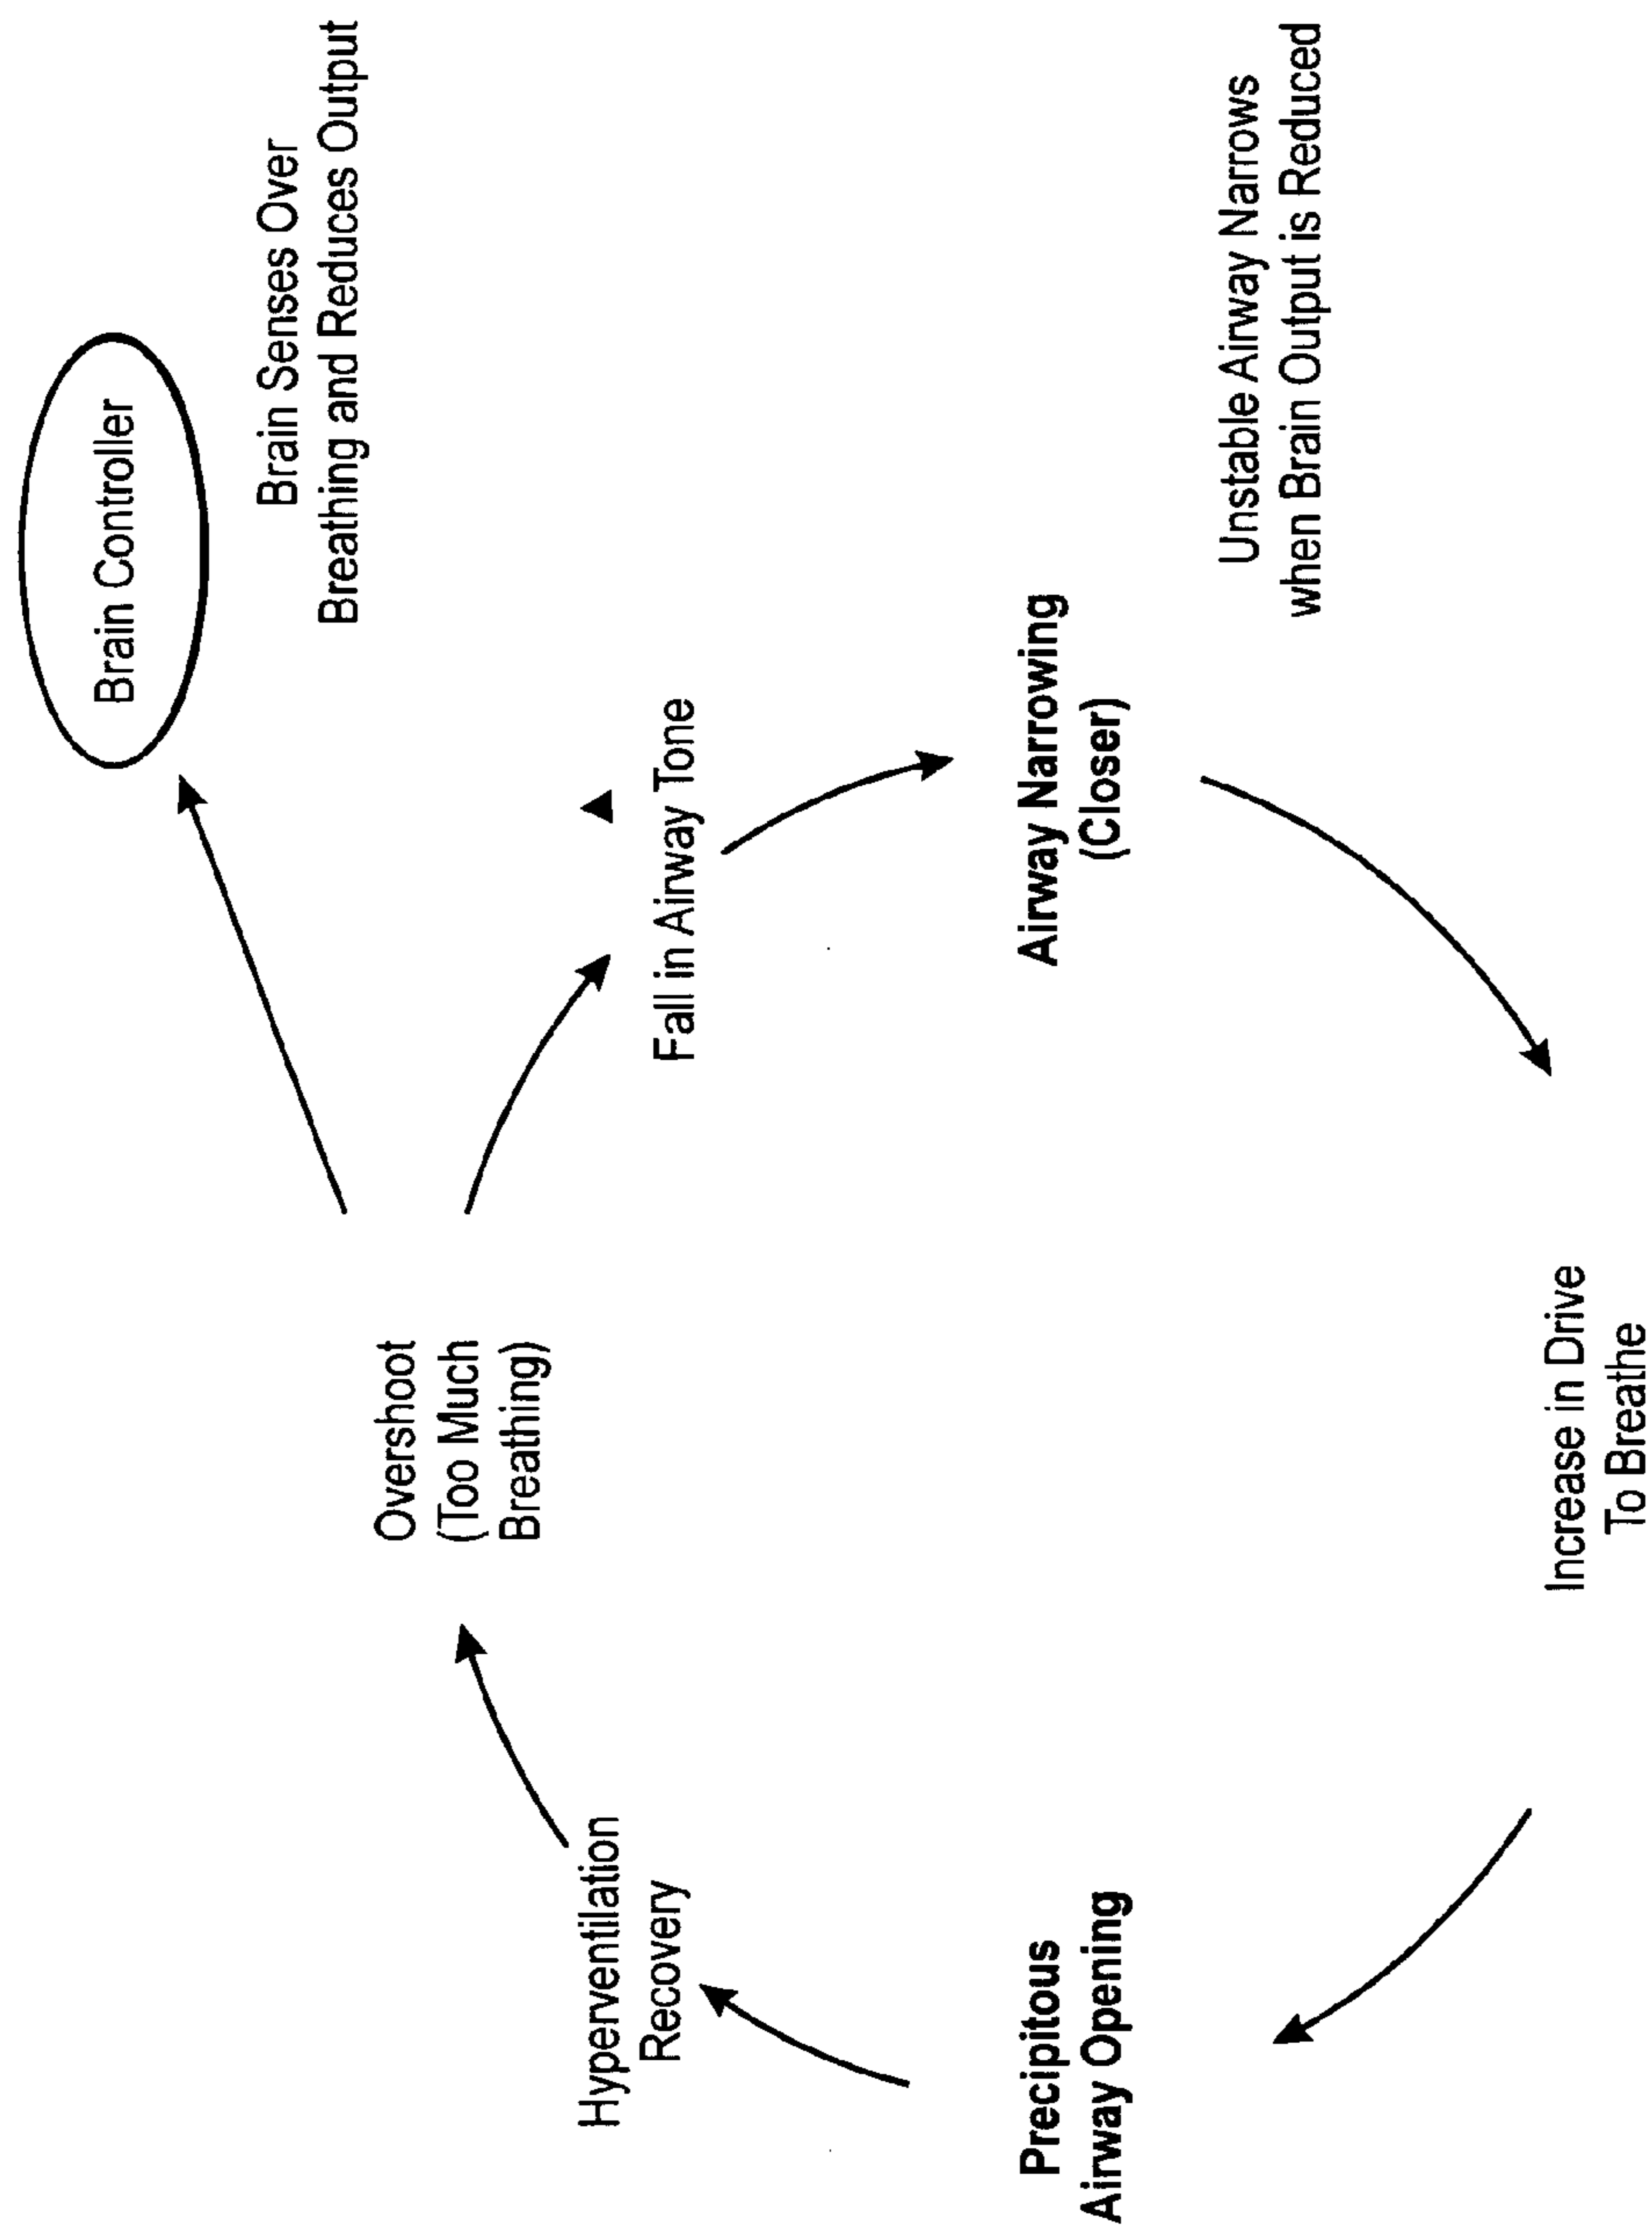 Brain Controller
Brain Senses Over
Breathing and Reduces Output
Overshoot
(Too Much
Breathing)
Fall in Airway Tone
Hyperventilation
Recovery
Airway Narrowing
(Closer)
Unstable Airway Narrows
when Brain Output is Reduced
Precipitous
Airway Opening
Increase in Drive
To Breathe